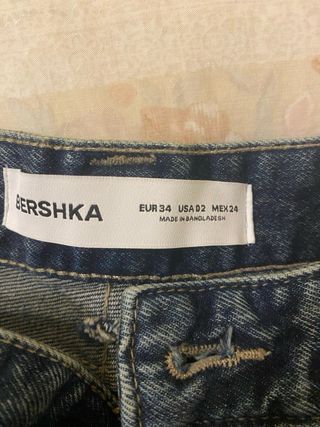 BERSHKA
EUR 34 USA 02 MEX 24
MADE IN BANGLADESH